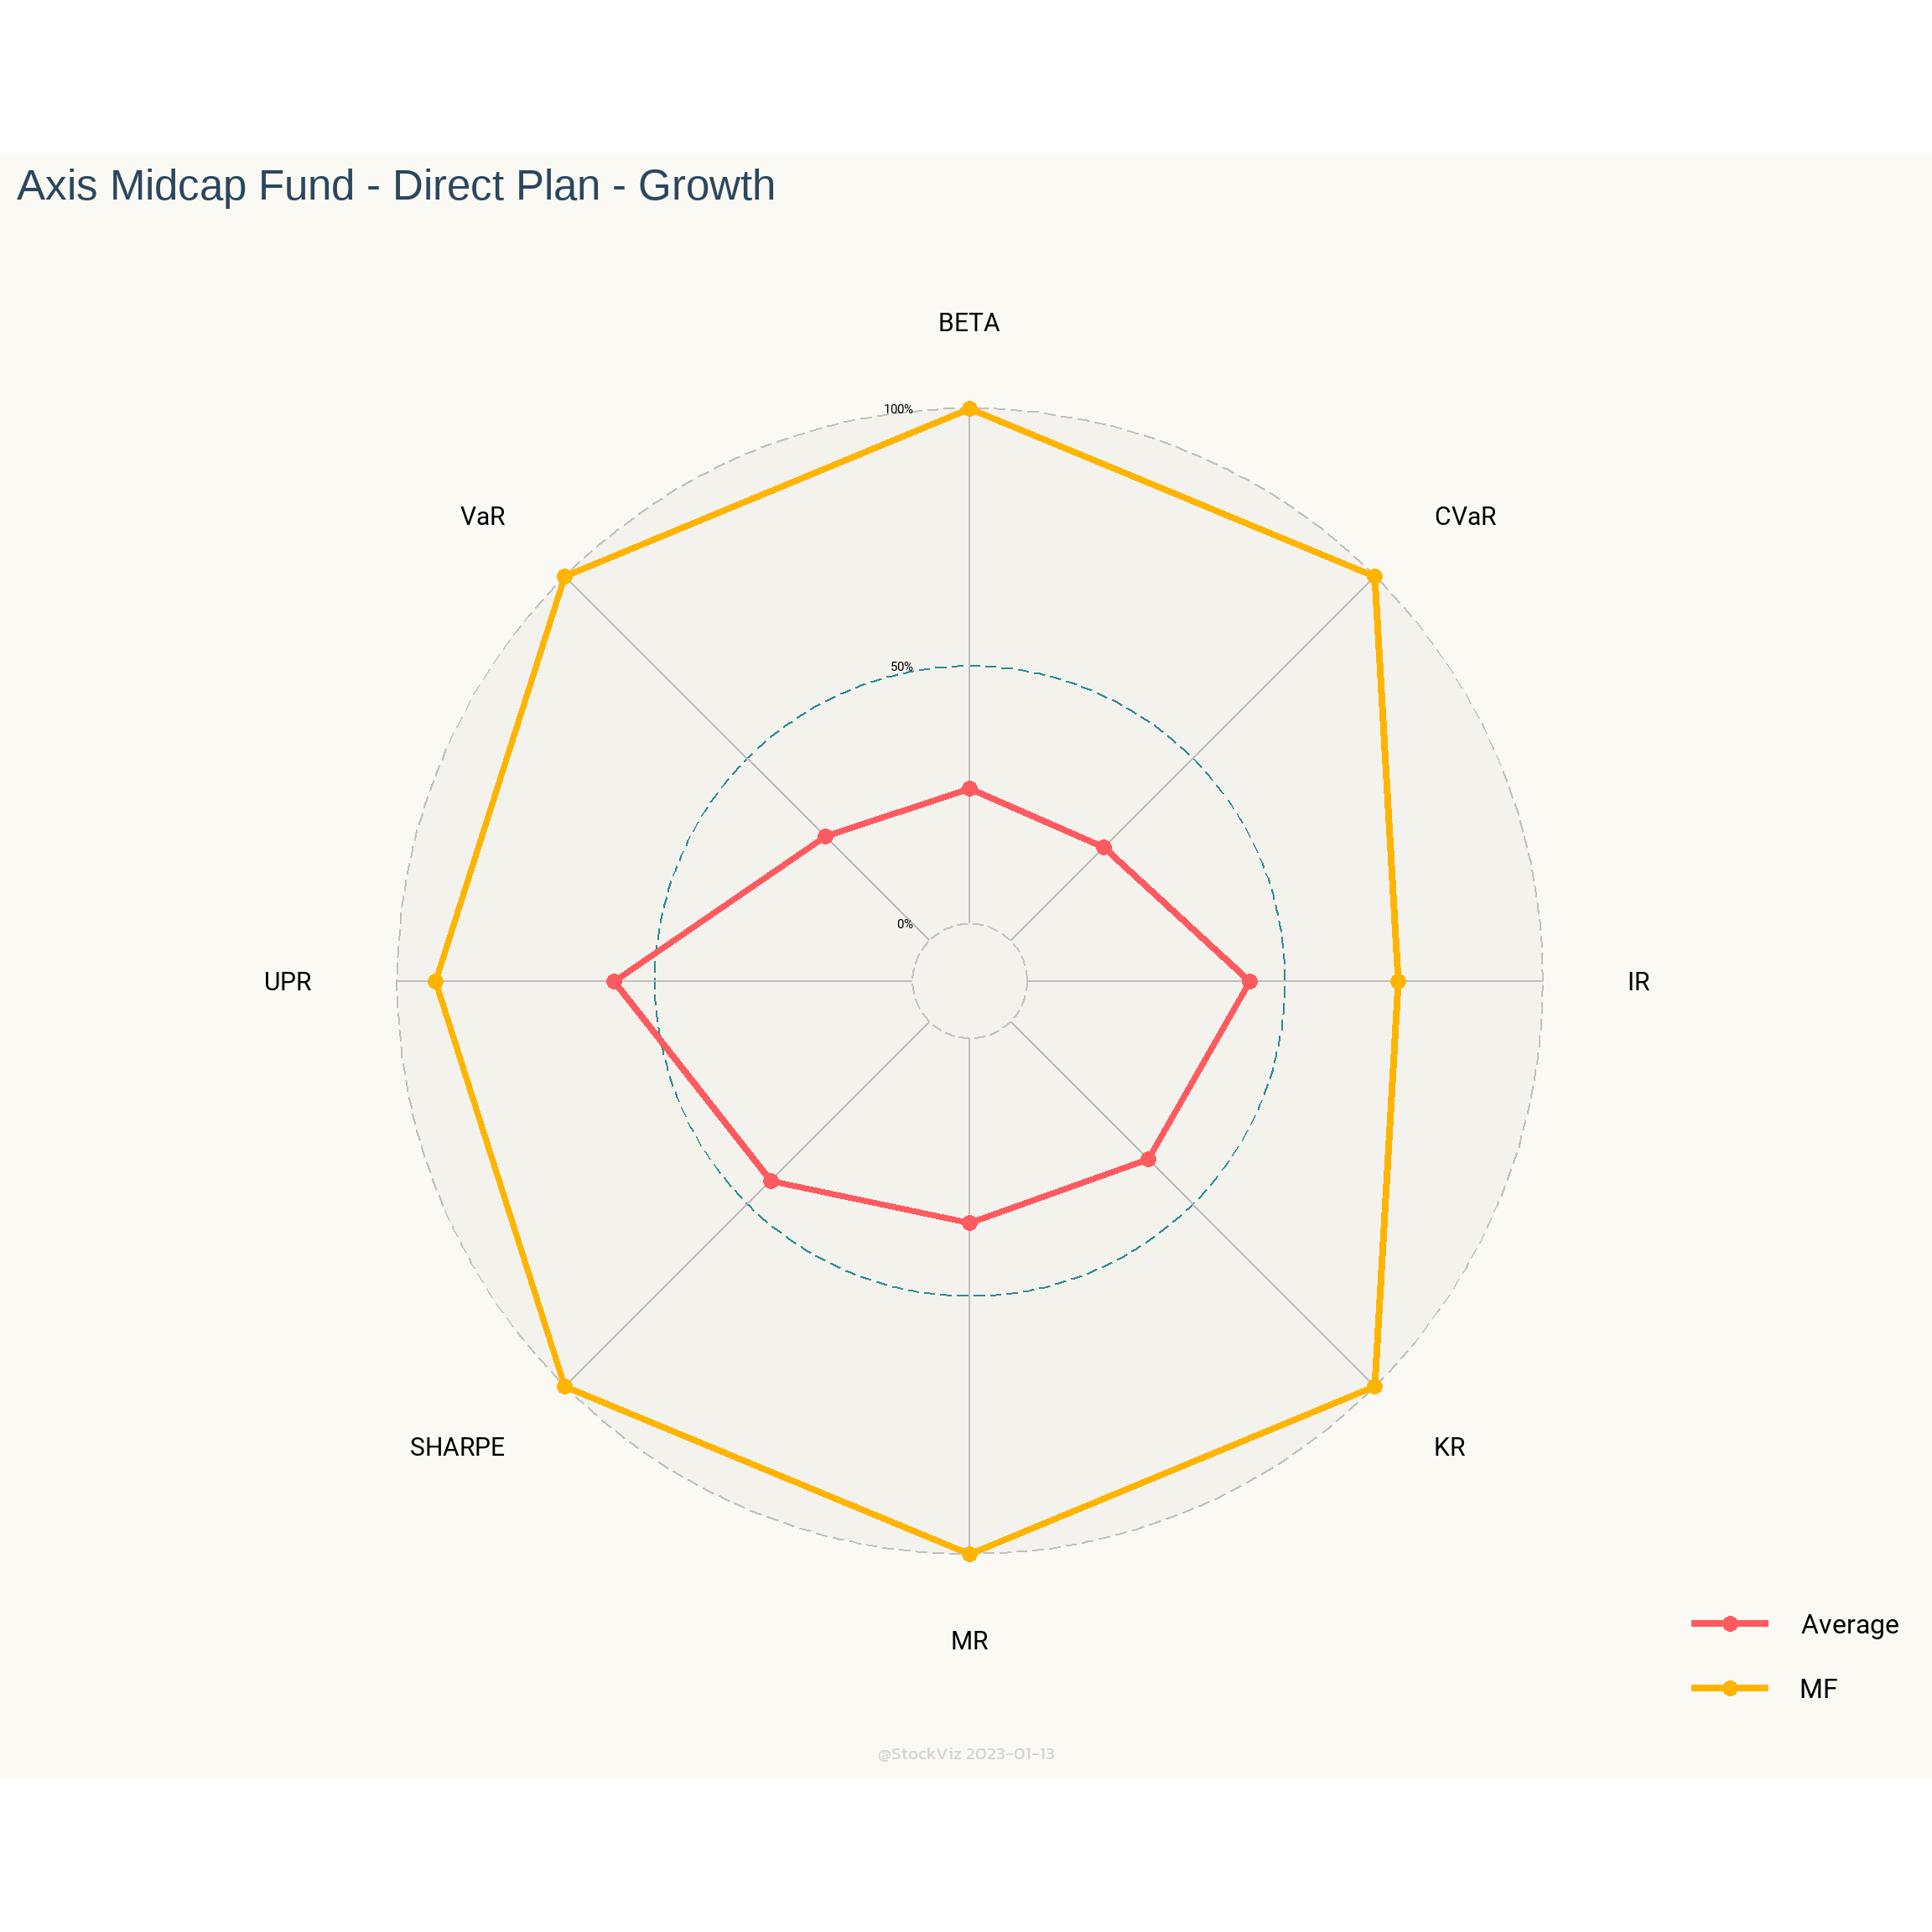 Axis Midcap Fund - Direct Plan - Growth
BETA
100%
VaR
CVaR
50%
0%
UPR
IR
SHARPE
KR
MR
Average
MF
@StockViz 2023-01-13